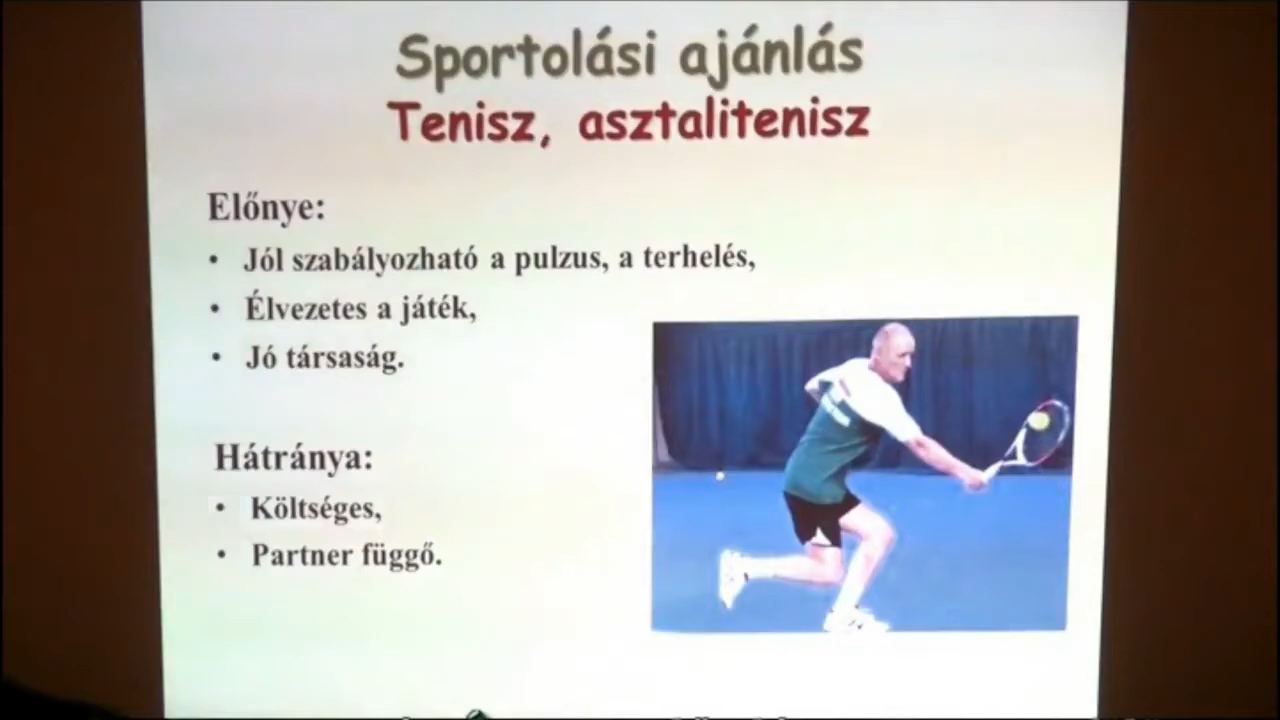 Sportolási ajánlás
Tenisz, asztalitenisz
Előnye:
• Jól szabályozható a pulzus, a terhelés,
• Élvezetes a játék,
• Jó társaság.
Hátránya:
• Költséges,
• Partner függő.